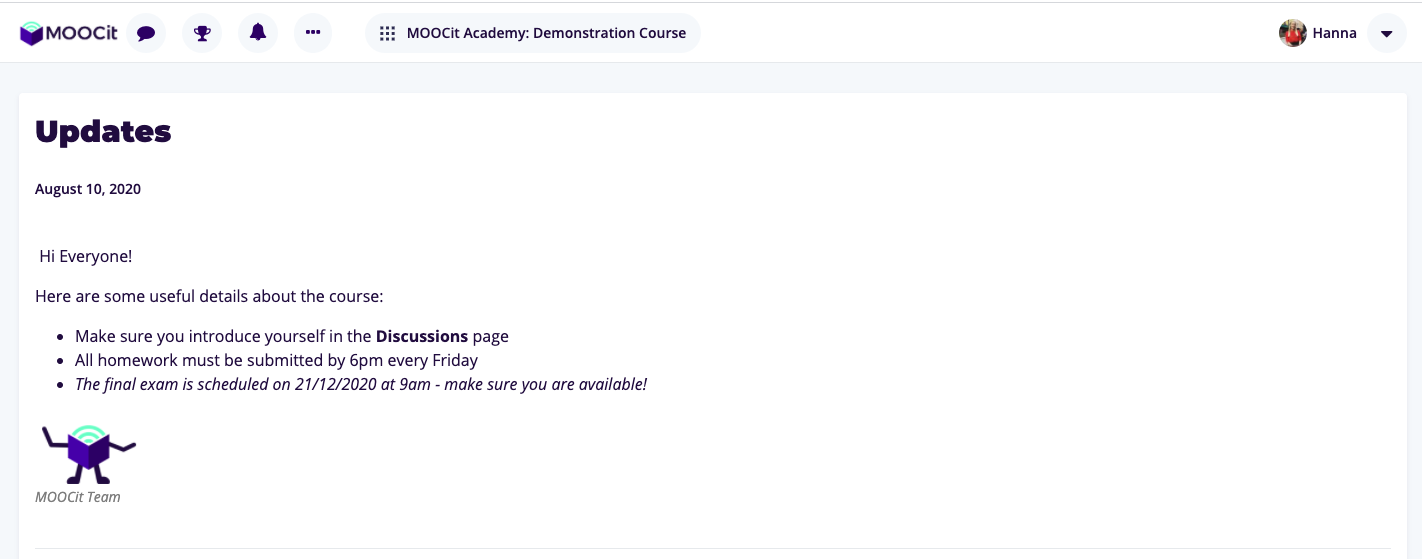 MOOCit
MOOCit Academy: Demonstration Course
Hanna
Updates
August 10, 2020
Hi Everyone!
Here are some useful details about the course:
Make sure you introduce yourself in the Discussions page
All homework must be submitted by 6pm every Friday
The final exam is scheduled on 21/12/2020 at 9am - make sure you are available!
MOOCit Team